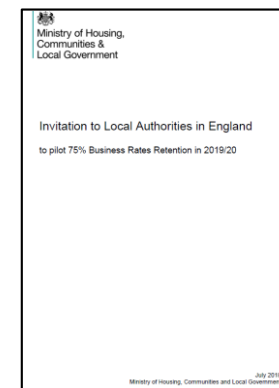 Ministry of Housing,
Communities &
Local Government
Invitation to Local Authorities in England
to pilot 75% Business Rates Retention in 2019/20
July 2018
Ministry of Housing, Communities and Local Government